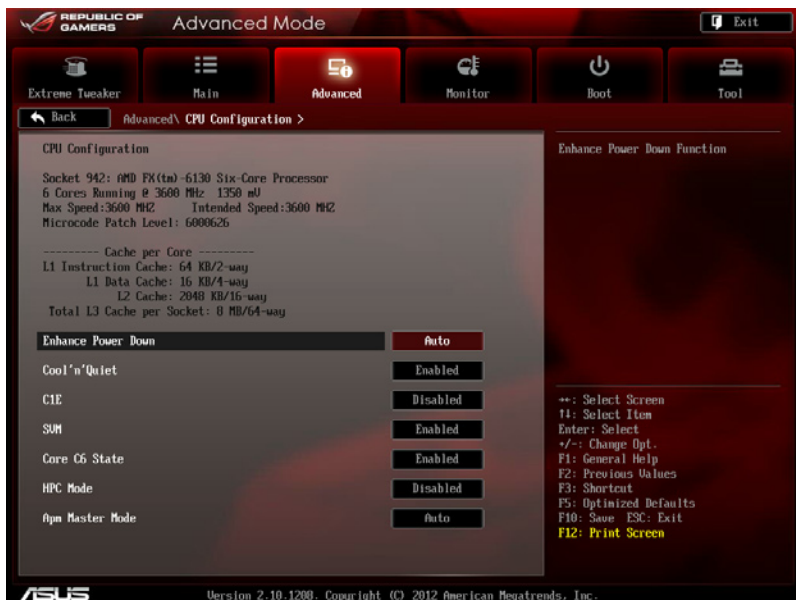 REPUBLIC OF
GAMERS
Advanced Mode
Exit
Extreme Tweaker
Main
Advanced
Monitor
Boot
Tool
Back
Advanced\ CPU Configuration >
CPU Configuration
Socket 942: AMD FX(tm)-6130 Six-Core Processor
6 Cores Running @ 3600 MHz 1350 mV
Max Speed:3600 MHZ Intended Speed:3600 MHZ
Microcode Patch Level: 6000626
--------- Cache per Core ---------
L1 Instruction Cache: 64 KB/2-way
L1 Data Cache: 16 KB/4-way
L2 Cache: 2048 KB/16-way
Total L3 Cache per Socket: 8 MB/64-way
Enhance Power Down Auto
Cool'n'Quiet Enabled
C1E Disabled
SVM Enabled
Core C6 State Enabled
HPC Mode Disabled
Apm Master Mode Auto
Enhance Power Down Function
→←: Select Screen
↑↓: Select Item
Enter: Select
+/-: Change Opt.
F1: General Help
F2: Previous Values
F3: Shortcut
F5: Optimized Defaults
F10: Save ESC: Exit
F12: Print Screen
ASUS
Version 2.10.1208. Copyright (C) 2012 American Megatrends, Inc.